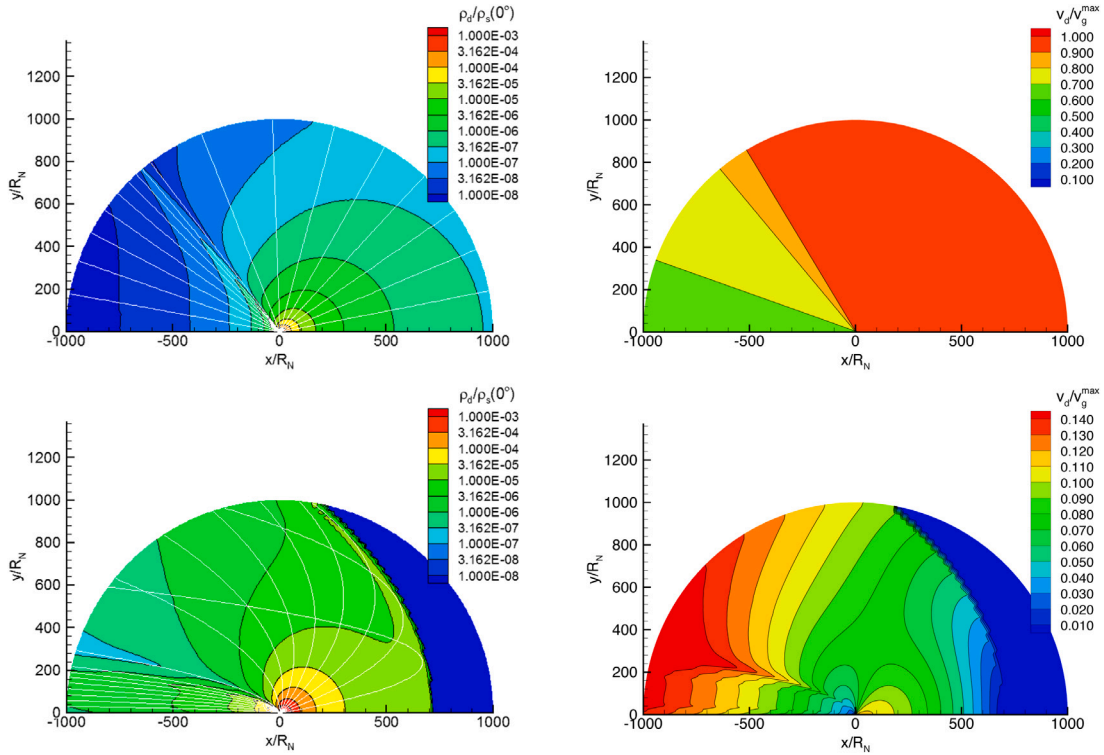 ρd/ρs(0°)
1.000E-03
3.162E-04
1.000E-04
3.162E-05
1.000E-05
3.162E-06
1.000E-06
3.162E-07
1.000E-07
3.162E-08
1.000E-08
y/RN
1200
1000
800
600
400
200
0
-1000
-500
0
500
1000
x/RN
vd/vgmax
1.000
0.900
0.800
0.700
0.600
0.500
0.400
0.300
0.200
0.100
y/RN
1200
1000
800
600
400
200
0
-1000
-500
0
500
1000
x/RN
ρd/ρs(0°)
1.000E-03
3.162E-04
1.000E-04
3.162E-05
1.000E-05
3.162E-06
1.000E-06
3.162E-07
1.000E-07
3.162E-08
1.000E-08
y/RN
1200
1000
800
600
400
200
0
-1000
-500
0
500
1000
x/RN
vd/vgmax
0.140
0.130
0.120
0.110
0.100
0.090
0.080
0.070
0.060
0.050
0.040
0.030
0.020
0.010
y/RN
1200
1000
800
600
400
200
0
-1000
-500
0
500
1000
x/RN